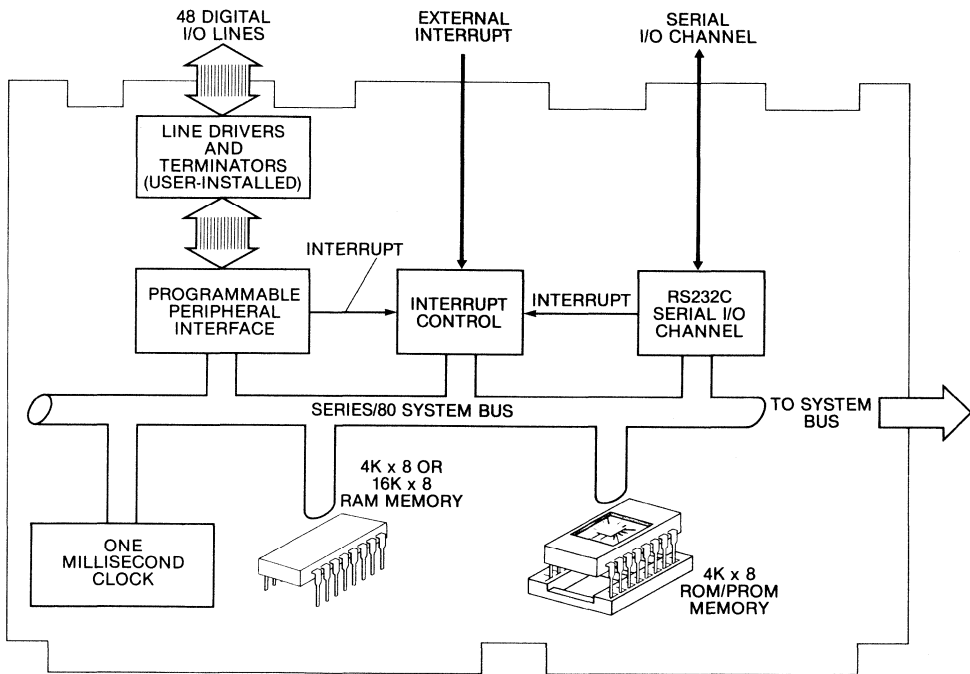 48 DIGITAL
I/O LINES
EXTERNAL
INTERRUPT
SERIAL
I/O CHANNEL
LINE DRIVERS
AND
TERMINATORS
(USER-INSTALLED)
INTERRUPT
PROGRAMMABLE
PERIPHERAL
INTERFACE
INTERRUPT
CONTROL
INTERRUPT
RS232C
SERIAL I/O
CHANNEL
SERIES/80 SYSTEM BUS
TO SYSTEM
BUS
4K x 8 OR
16K x 8
RAM MEMORY
ONE
MILLISECOND
CLOCK
4K x 8
ROM/PROM
MEMORY